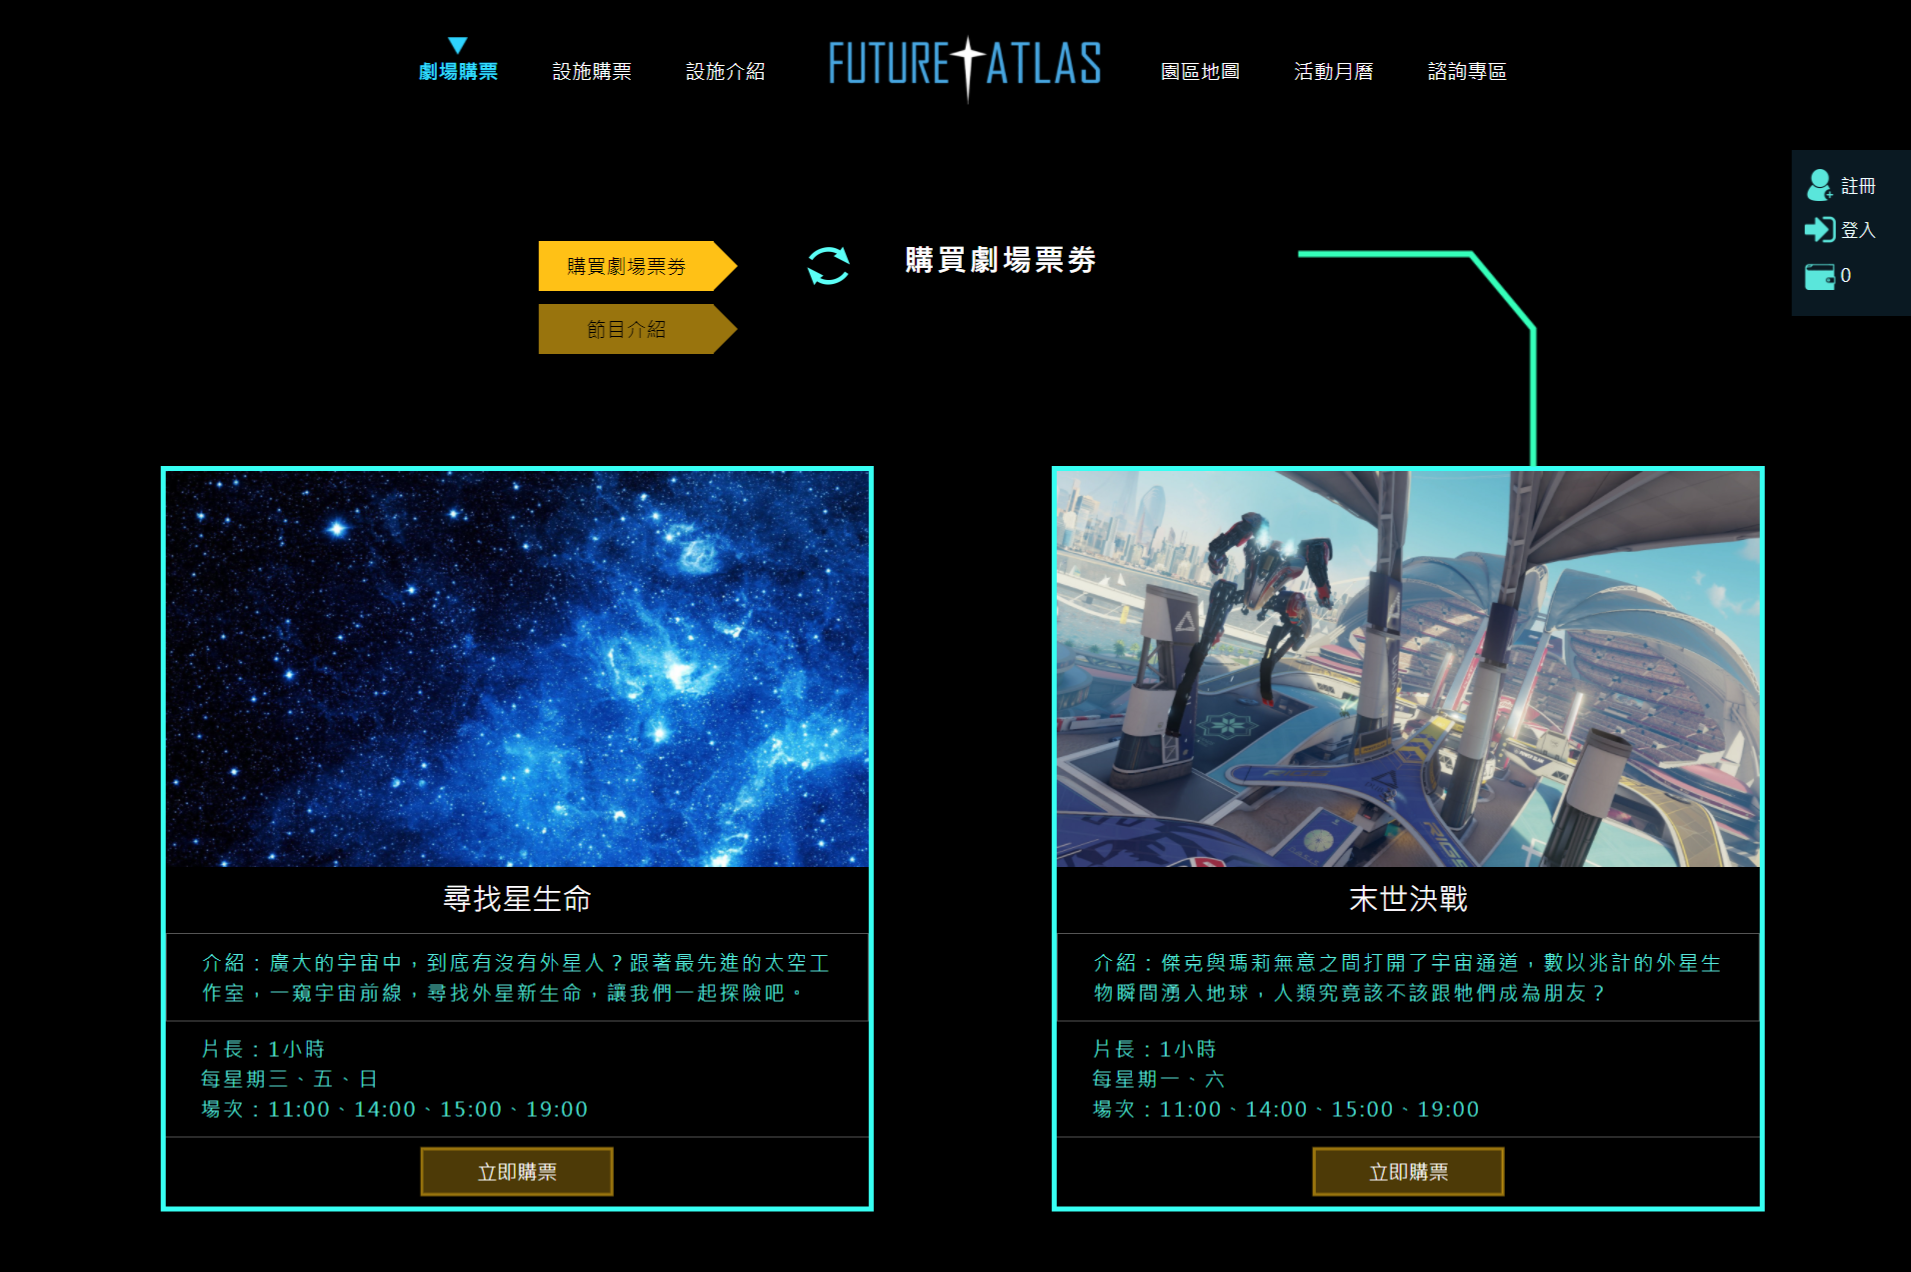 劇場購票
設施購票
設施介紹
FUTURE ATLAS
園區地圖
活動月曆
諮詢專區
註冊
登入
0
購買劇場票券
節目介紹
購買劇場票券
尋找星生命
介紹：廣大的宇宙中，到底有沒有外星人？跟著最先進的太空工
作室，一窺宇宙前線，尋找外星新生命，讓我們一起探險吧。
片長：1小時
每星期三、五、日
場次：11:00、14:00、15:00、19:00
立即購票
末世決戰
介紹：傑克與瑪莉無意之間打開了宇宙通道，數以兆計的外星生
物瞬間湧入地球，人類究竟該不該跟牠們成為朋友？
片長：1小時
每星期一、六
場次：11:00、14:00、15:00、19:00
立即購票